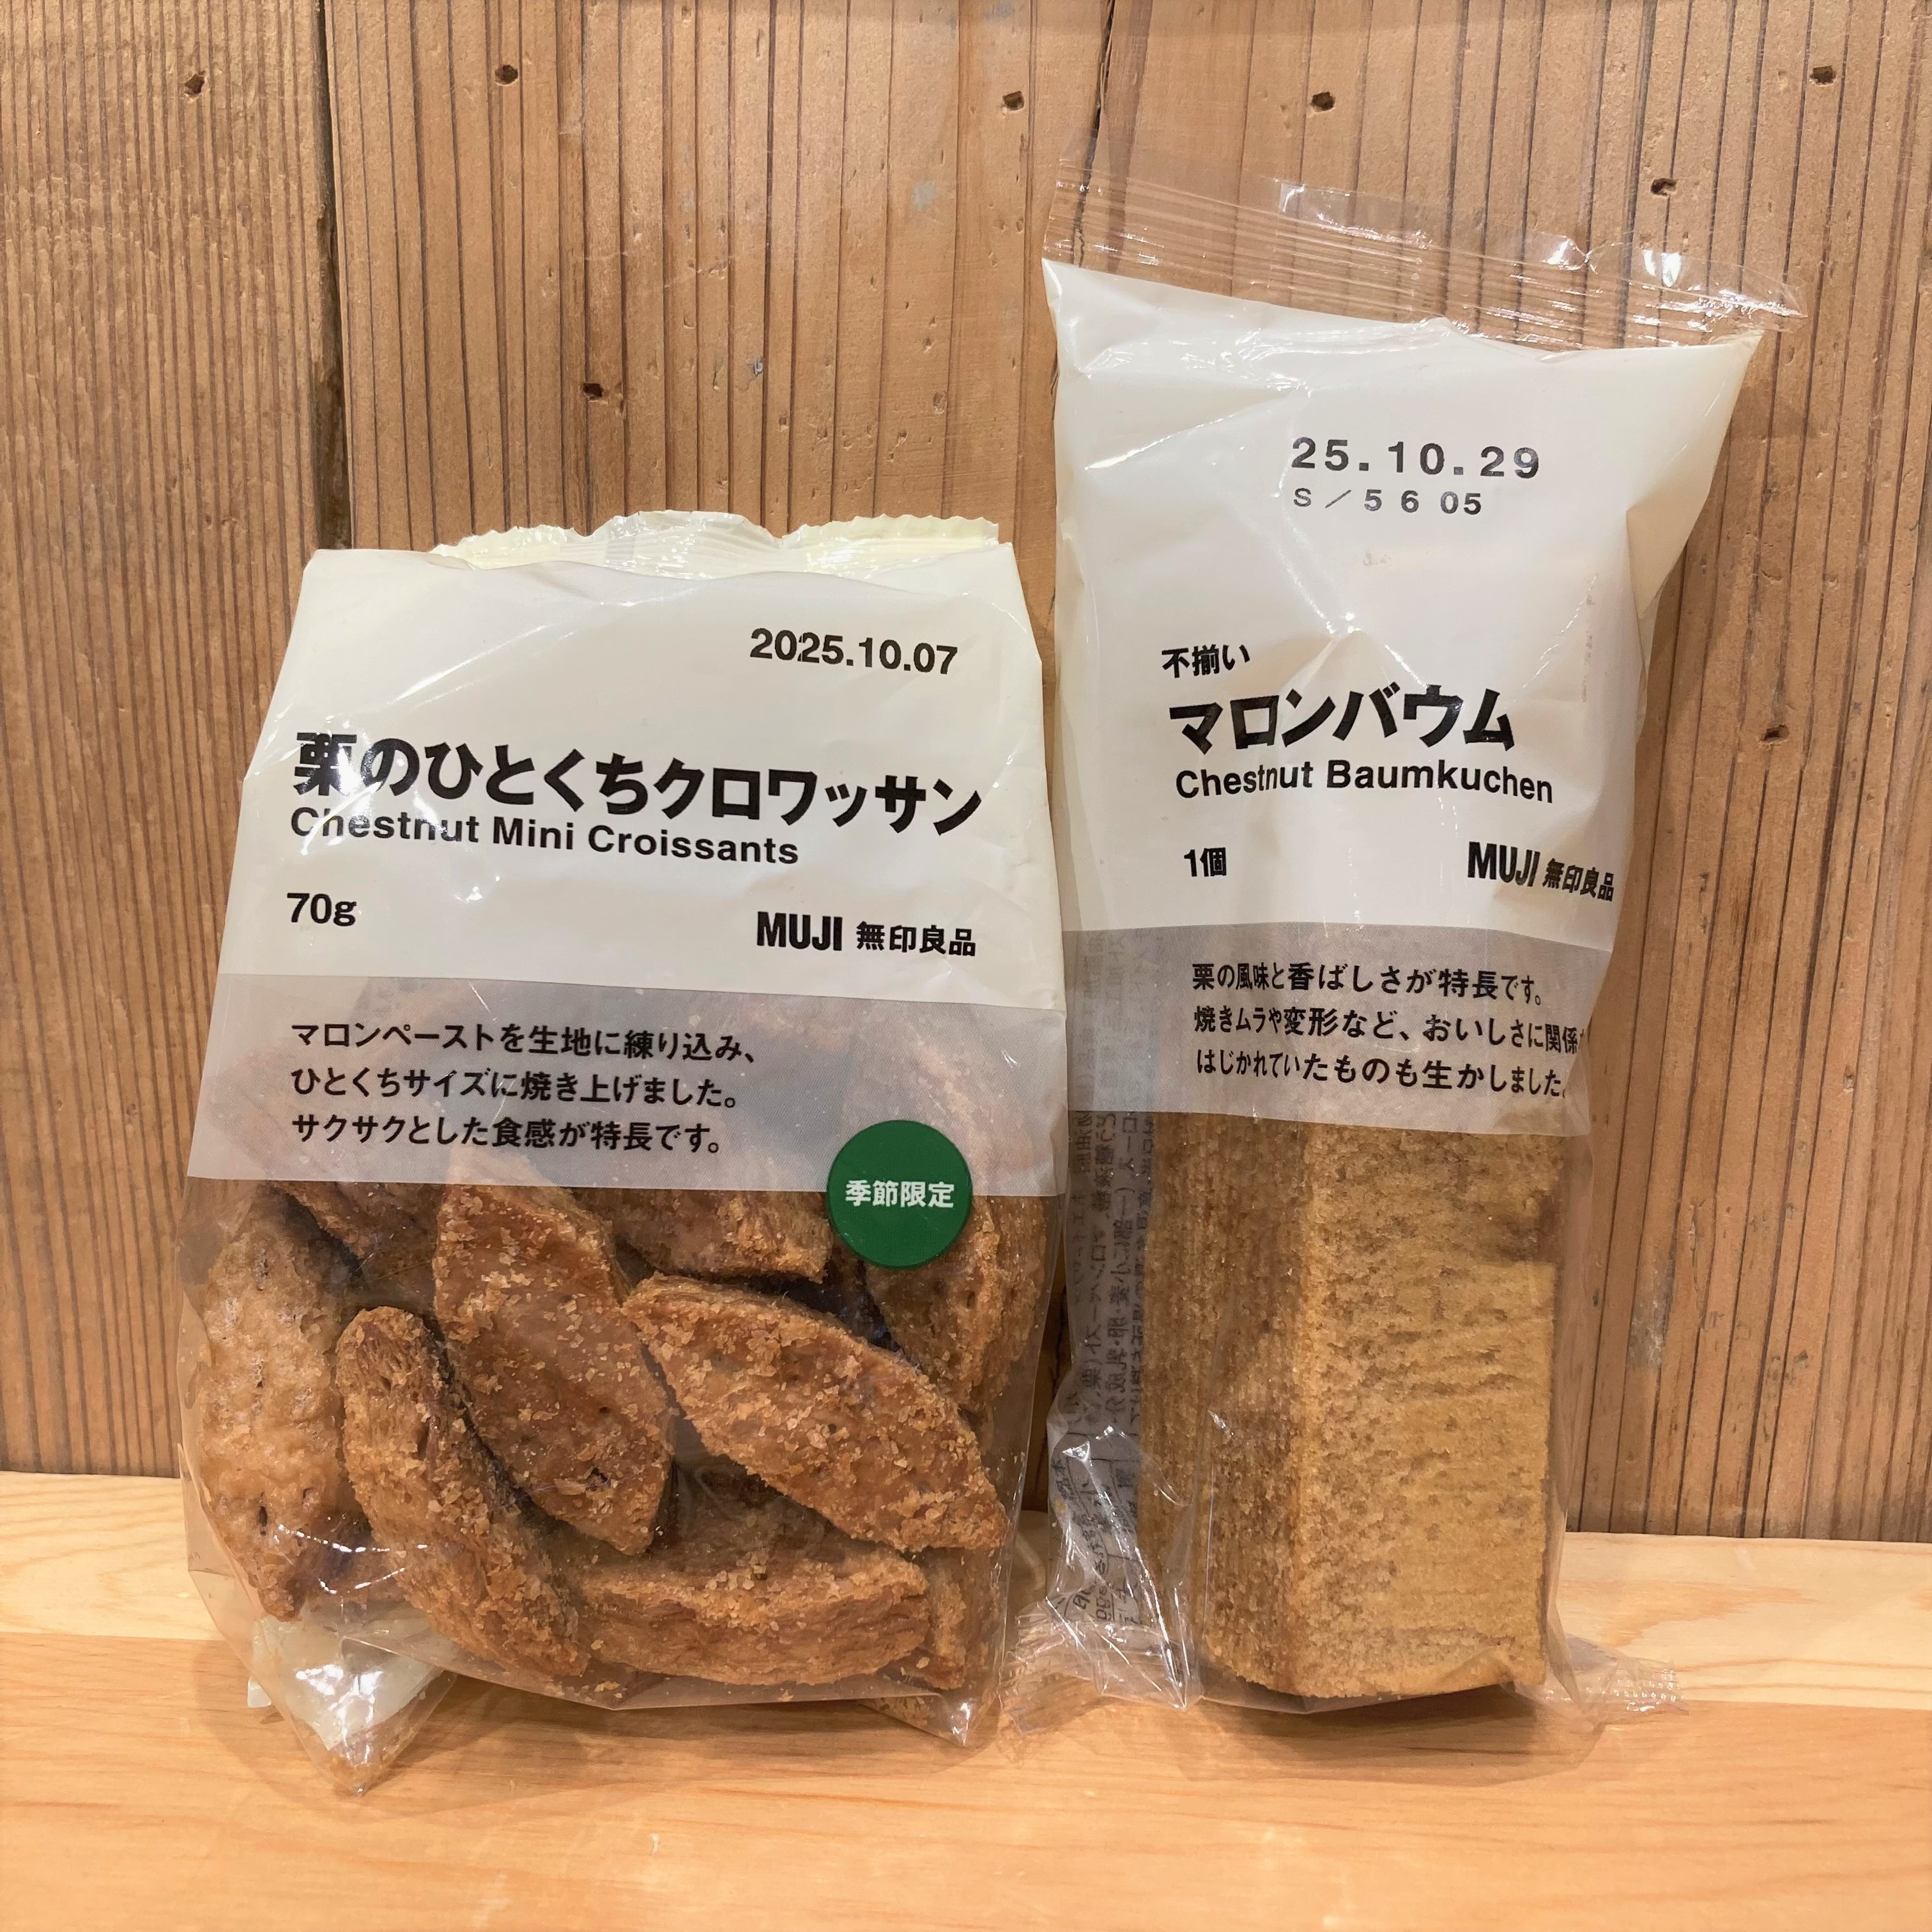 2025.10.07
栗のひとくちクロワッサン
Chestnut Mini Croissants
70g
MUJI 無印良品
マロンペーストを生地に練り込み、
ひとくちサイズに焼き上げました。
サクサクとした食感が特長です。
季節限定
25.10.29
S/5 6 05
不揃い
マロンバウム
Chestnut Baumkuchen
1個
MUJI 無印良品
栗の風味と香ばしさが特長です。
焼きムラや変形など、おいしさに関係
はじかれていたものも生かしました。